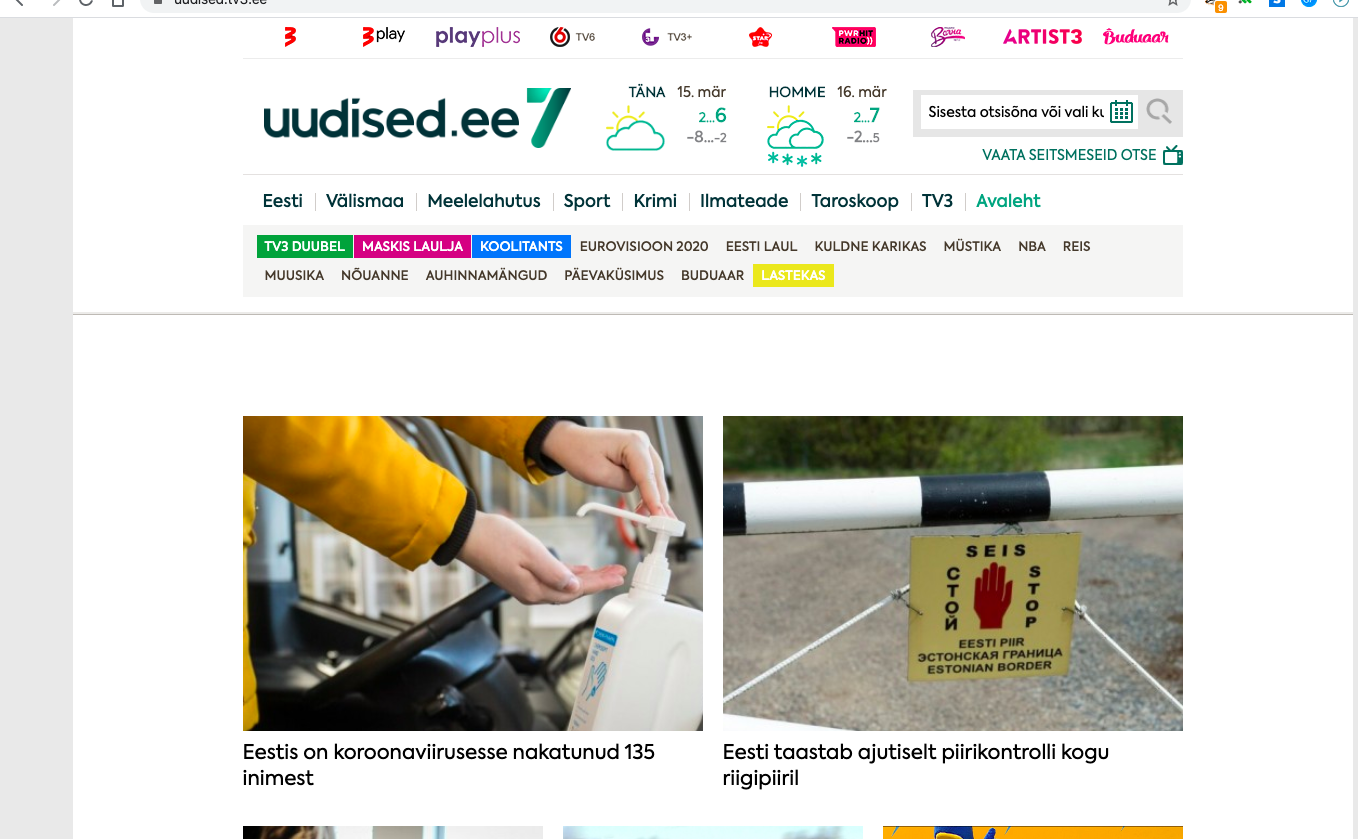 uudised.tv3.ee
9
3
3play
playplus
6 TV6
TV3+
STAR
PWR HIT RADIO))
ARTIST3
Buduaar
uudised.ee 7
TÄNA 15. mär
2...6
-8...-2
HOMME 16. mär
2...7
-2...5
Sisesta otsisõna või vali ku
VAATA SEITSMESEID OTSE
Eesti Välismaa Meelelahutus Sport Krimi Ilmateade Taroskoop TV3 Avaleht
TV3 DUUBEL MASKIS LAULJA KOOLITANTS EUROVISIOON 2020 EESTI LAUL KULDNE KARIKAS MÜSTIKA NBA REIS
MUUSIKA NÕUANNE AUHINNAMÄNGUD PÄEVAKÜSIMUS BUDUAAR LASTEKAS
SEIS
СТОЙ
STOP
EESTI PIIR
ЭСТОНСКАЯ ГРАНИЦА
ESTONIAN BORDER
Eestis on koroonaviirusesse nakatunud 135
inimest
Eesti taastab ajutiselt piirikontrolli kogu
riigipiiril